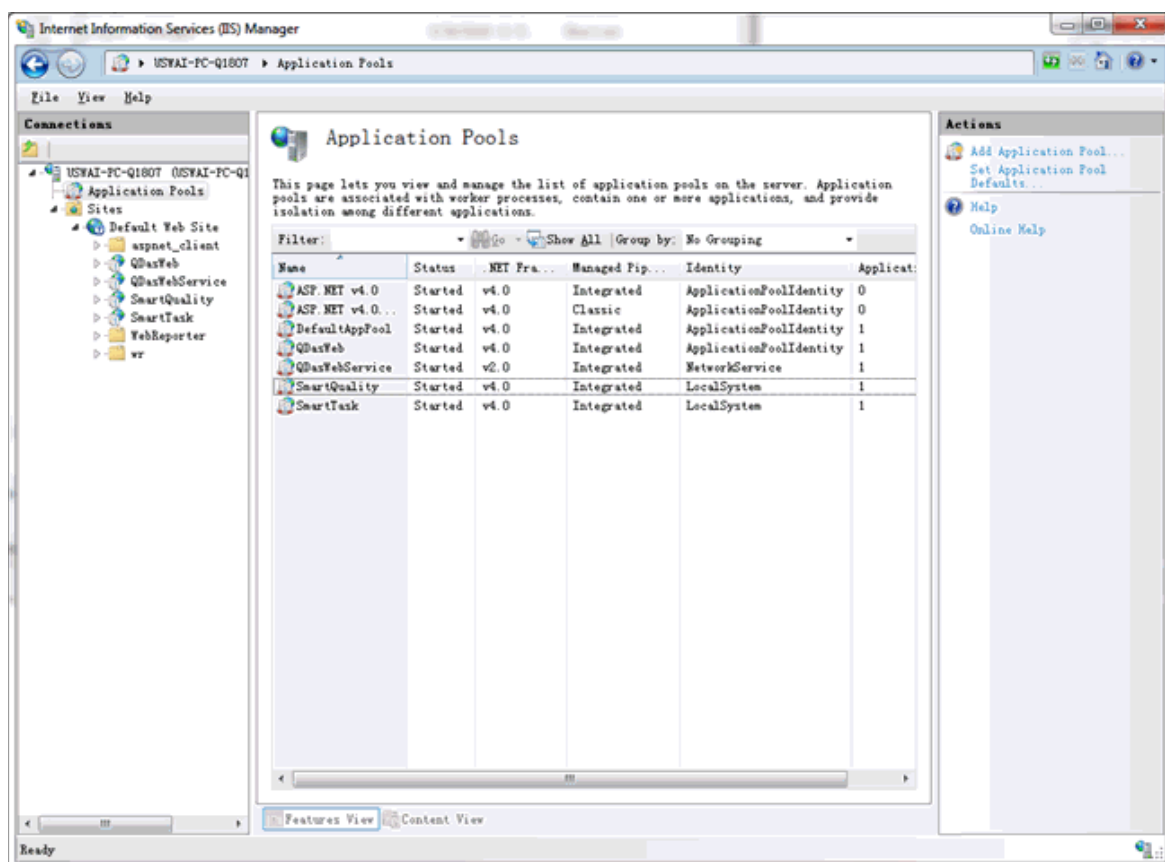 Internet Information Services (IIS) Manager
USWAI-PC-Q1807 Application Pools
File View Help
Connections
USWAI-PC-Q1807 (USWAI-PC-Q1
Application Pools
Sites
Default Web Site
aspnet_client
QDasWeb
QDasWebService
SmartQuality
SmartTask
WebReporter
wr
Application Pools
This page lets you view and manage the list of application pools on the server. Application
pools are associated with worker processes, contain one or more applications, and provide
isolation among different applications.
Filter: Go Show All Group by: No Grouping
Name Status .NET Fra... Managed Pip... Identity Applicat:
ASP.NET v4.0 Started v4.0 Integrated ApplicationPoolIdentity 0
ASP.NET v4.0... Started v4.0 Classic ApplicationPoolIdentity 0
DefaultAppPool Started v4.0 Integrated ApplicationPoolIdentity 1
QDasWeb Started v4.0 Integrated ApplicationPoolIdentity 1
QDasWebService Started v2.0 Integrated NetworkService 1
SmartQuality Started v4.0 Integrated LocalSystem 1
SmartTask Started v4.0 Integrated LocalSystem 1
Features View Content View
Actions
Add Application Pool...
Set Application Pool
Defaults...
Help
Online Help
Ready